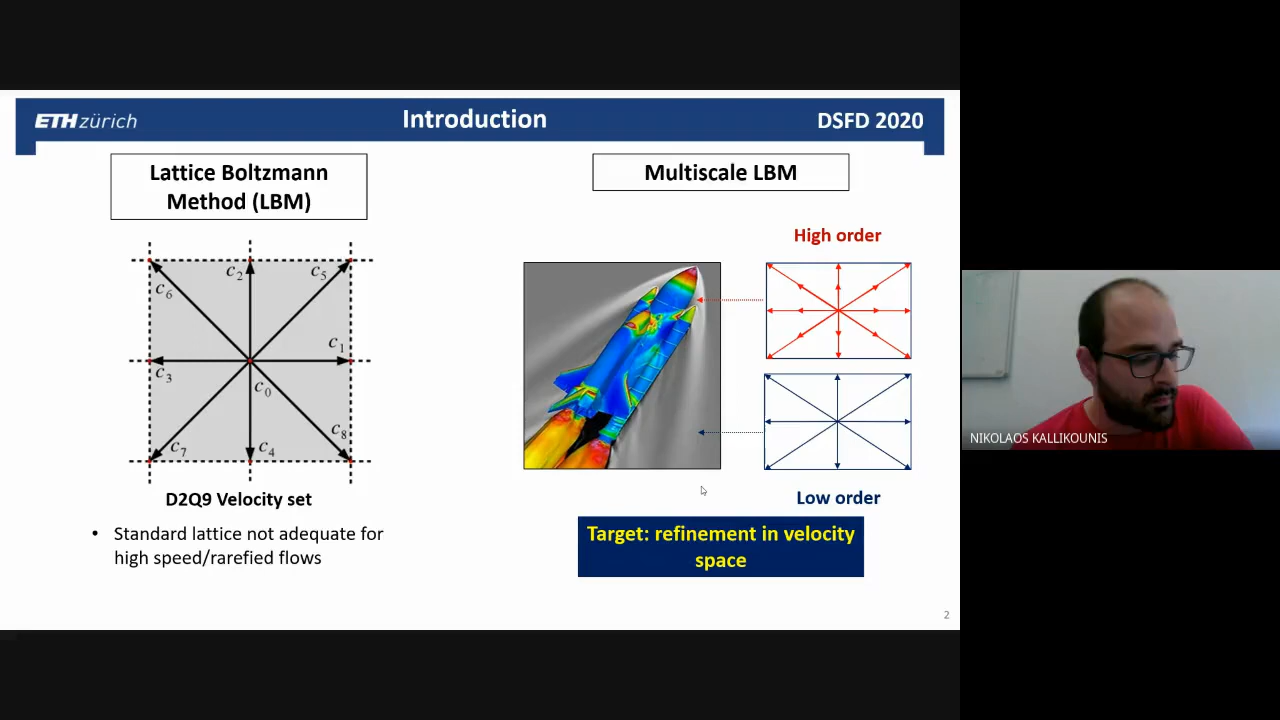 ETH zürich
Introduction
DSFD 2020
Lattice Boltzmann
Method (LBM)
c2
c5
c6
c1
c3
c0
c8
c7
c4
D2Q9 Velocity set
• Standard lattice not adequate for
high speed/rarefied flows
Multiscale LBM
High order
Low order
Target: refinement in velocity
space
2
NIKOLAOS KALLIKOUNIS